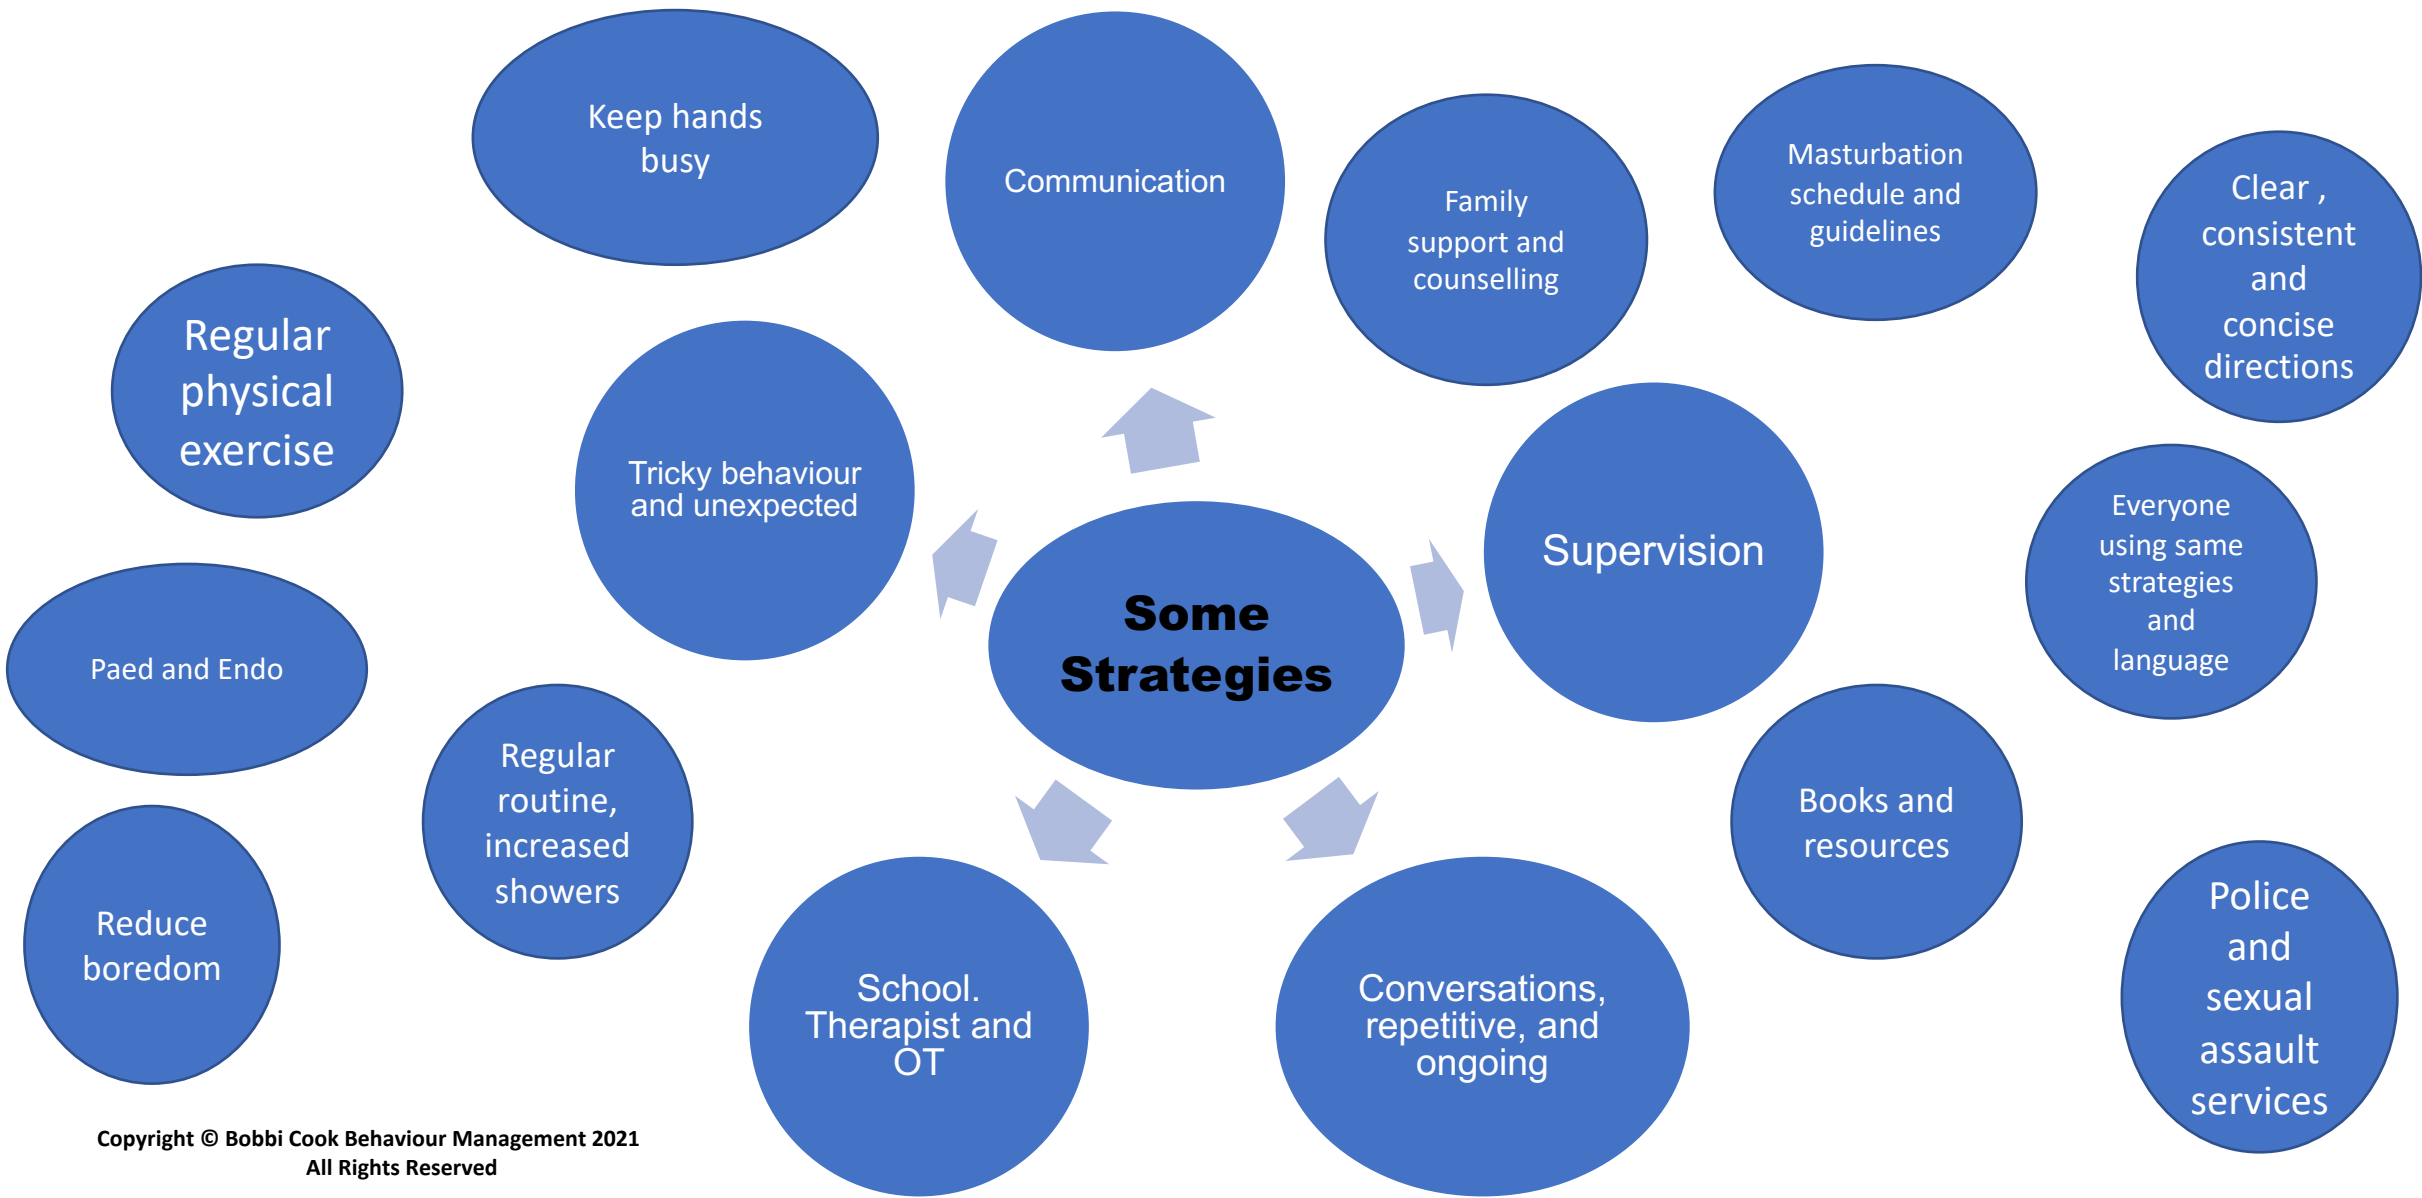 Keep hands
busy
Communication
Family
support and
counselling
Masturbation
schedule and
guidelines
Clear ,
consistent
and
concise
directions
Regular
physical
exercise
Tricky behaviour
and unexpected
Supervision
Everyone
using same
strategies
and
language
Some
Strategies
Paed and Endo
Regular
routine,
increased
showers
Books and
resources
Reduce
boredom
School.
Therapist and
OT
Conversations,
repetitive, and
ongoing
Police
and
sexual
assault
services
Copyright © Bobbi Cook Behaviour Management 2021
All Rights Reserved